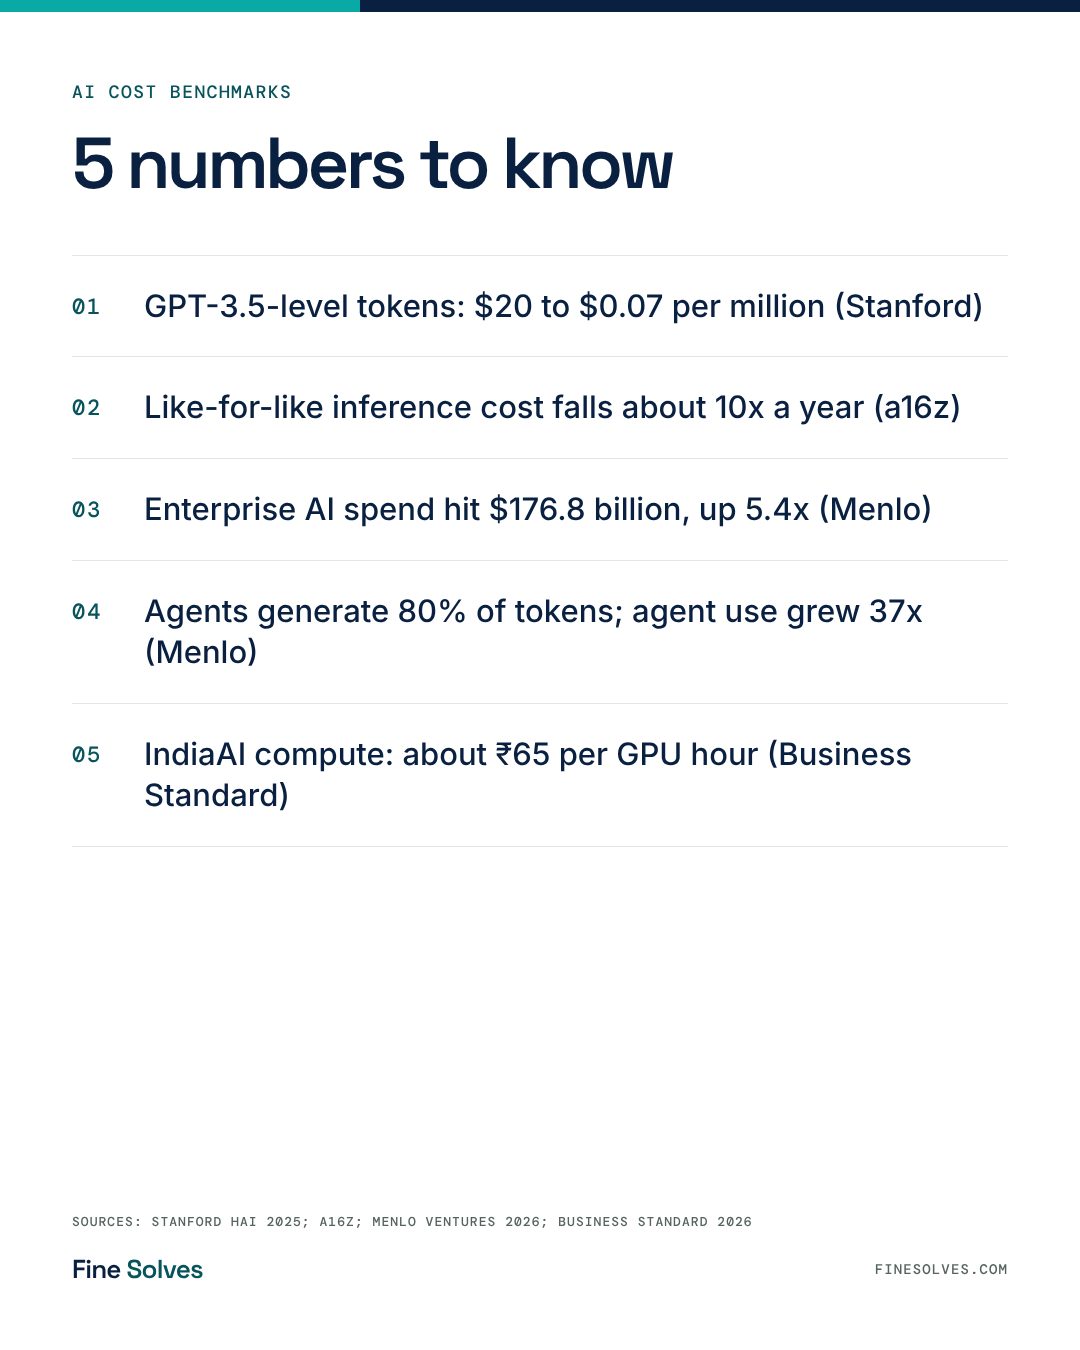 AI COST BENCHMARKS
5 numbers to know
01 GPT-3.5-level tokens: $20 to $0.07 per million (Stanford)
02 Like-for-like inference cost falls about 10x a year (a16z)
03 Enterprise AI spend hit $176.8 billion, up 5.4x (Menlo)
04 Agents generate 80% of tokens; agent use grew 37x
(Menlo)
05 IndiaAI compute: about ₹65 per GPU hour (Business
Standard)
SOURCES: STANFORD HAI 2025; A16Z; MENLO VENTURES 2026; BUSINESS STANDARD 2026
Fine Solves
FINESOLVES.COM